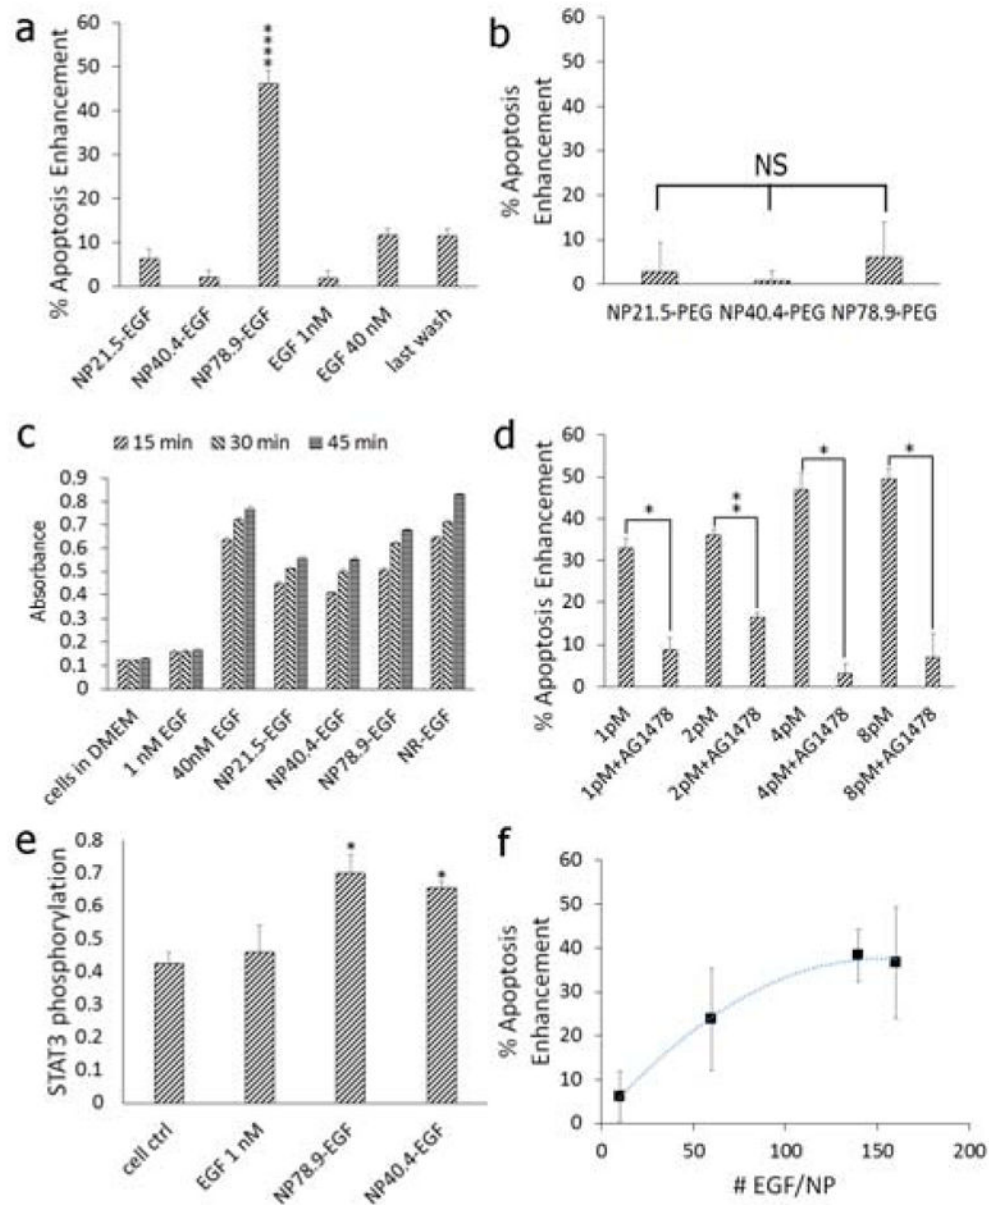 a
% Apoptosis Enhancement
60
50
40
30
20
10
0
****
NP21.5-EGF
NP40.4-EGF
NP78.9-EGF
EGF 1nM
EGF 40 nM
last wash
b
% Apoptosis
Enhancement
60
50
40
30
20
10
0
NS
NP21.5-PEG NP40.4-PEG NP78.9-PEG
c
15 min 30 min 45 min
Absorbance
0.9
0.8
0.7
0.6
0.5
0.4
0.3
0.2
0.1
0
cells in DMEM
1 nM EGF
40nM EGF
NP21.5-EGF
NP40.4-EGF
NP78.9-EGF
NR-EGF
d
% Apoptosis Enhancement
60
50
40
30
20
10
0
*
**
*
*
1pM
1pM+AG1478
2pM
2pM+AG1478
4pM
4pM+AG1478
8pM
8pM+AG1478
e
STAT3 phosphorylation
0.8
0.7
0.6
0.5
0.4
0.3
0.2
0.1
0
*
*
cell ctrl
EGF 1 nM
NP78.9-EGF
NP40.4-EGF
f
% Apoptosis
Enhancement
60
50
40
30
20
10
0
0 50 100 150 200
# EGF/NP